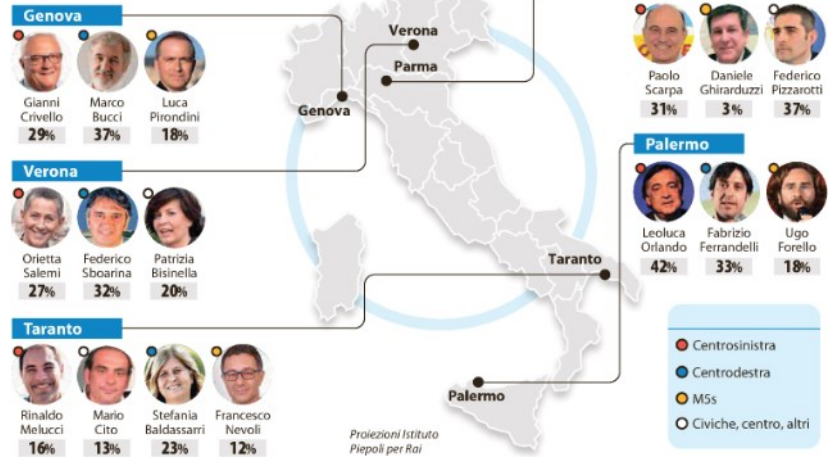 Genova
Gianni Crivello
29%
Marco Bucci
37%
Luca Pirondini
18%
Verona
Orietta Salemi
27%
Federico Sboarina
32%
Patrizia Bisinella
20%
Taranto
Rinaldo Melucci
16%
Mario Cito
13%
Stefania Baldassarri
23%
Francesco Nevoli
12%
Verona
Parma
Genova
Taranto
Palermo
Proiezioni Istituto
Piepoli per Rai
Paolo Scarpa
31%
Daniele Ghirarduzzi
3%
Federico Pizzarotti
37%
Palermo
Leoluca Orlando
42%
Fabrizio Ferrandelli
33%
Ugo Forello
18%
Centrosinistra
Centrodestra
M5s
Civiche, centro, altri